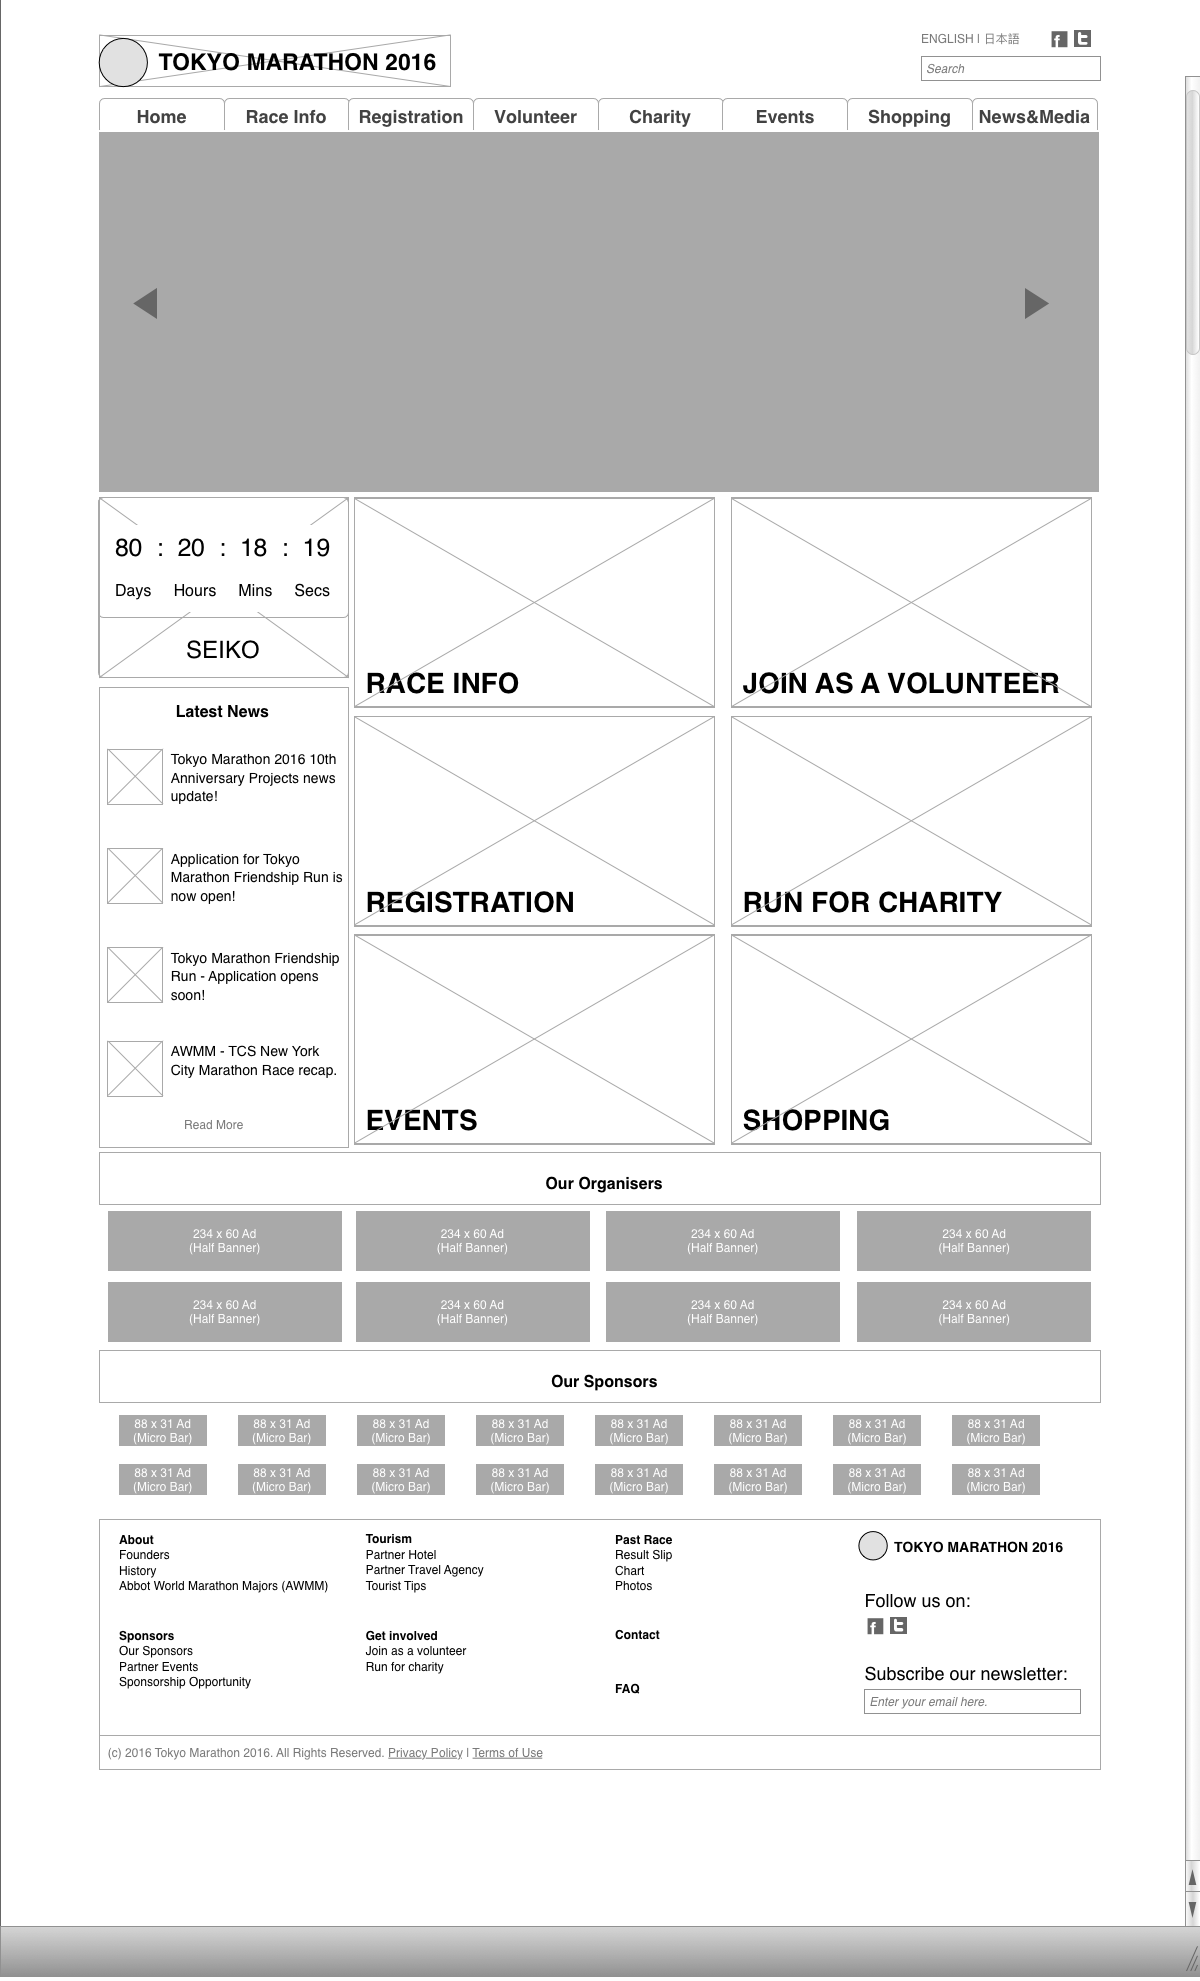 TOKYO MARATHON 2016
ENGLISH | 日本語
Search
Home Race Info Registration Volunteer Charity Events Shopping News&Media
80 : 20 : 18 : 19
Days Hours Mins Secs
SEIKO
RACE INFO
JOIN AS A VOLUNTEER
Latest News
Tokyo Marathon 2016 10th
Anniversary Projects news
update!
Application for Tokyo
Marathon Friendship Run is
now open!
Tokyo Marathon Friendship
Run - Application opens
soon!
AWMM - TCS New York
City Marathon Race recap.
Read More
REGISTRATION
RUN FOR CHARITY
EVENTS
SHOPPING
Our Organisers
234 x 60 Ad 234 x 60 Ad 234 x 60 Ad 234 x 60 Ad
(Half Banner) (Half Banner) (Half Banner) (Half Banner)
234 x 60 Ad 234 x 60 Ad 234 x 60 Ad 234 x 60 Ad
(Half Banner) (Half Banner) (Half Banner) (Half Banner)
Our Sponsors
88 x 31 Ad 88 x 31 Ad 88 x 31 Ad 88 x 31 Ad 88 x 31 Ad 88 x 31 Ad 88 x 31 Ad 88 x 31 Ad
(Micro Bar) (Micro Bar) (Micro Bar) (Micro Bar) (Micro Bar) (Micro Bar) (Micro Bar) (Micro Bar)
88 x 31 Ad 88 x 31 Ad 88 x 31 Ad 88 x 31 Ad 88 x 31 Ad 88 x 31 Ad 88 x 31 Ad 88 x 31 Ad
(Micro Bar) (Micro Bar) (Micro Bar) (Micro Bar) (Micro Bar) (Micro Bar) (Micro Bar) (Micro Bar)
About
Founders
History
Abbot World Marathon Majors (AWMM)
Sponsors
Our Sponsors
Partner Events
Sponsorship Opportunity
Tourism
Partner Hotel
Partner Travel Agency
Tourist Tips
Get involved
Join as a volunteer
Run for charity
Past Race
Result Slip
Chart
Photos
Contact
FAQ
TOKYO MARATHON 2016
Follow us on:
Subscribe our newsletter:
Enter your email here.
(c) 2016 Tokyo Marathon 2016. All Rights Reserved. Privacy Policy | Terms of Use